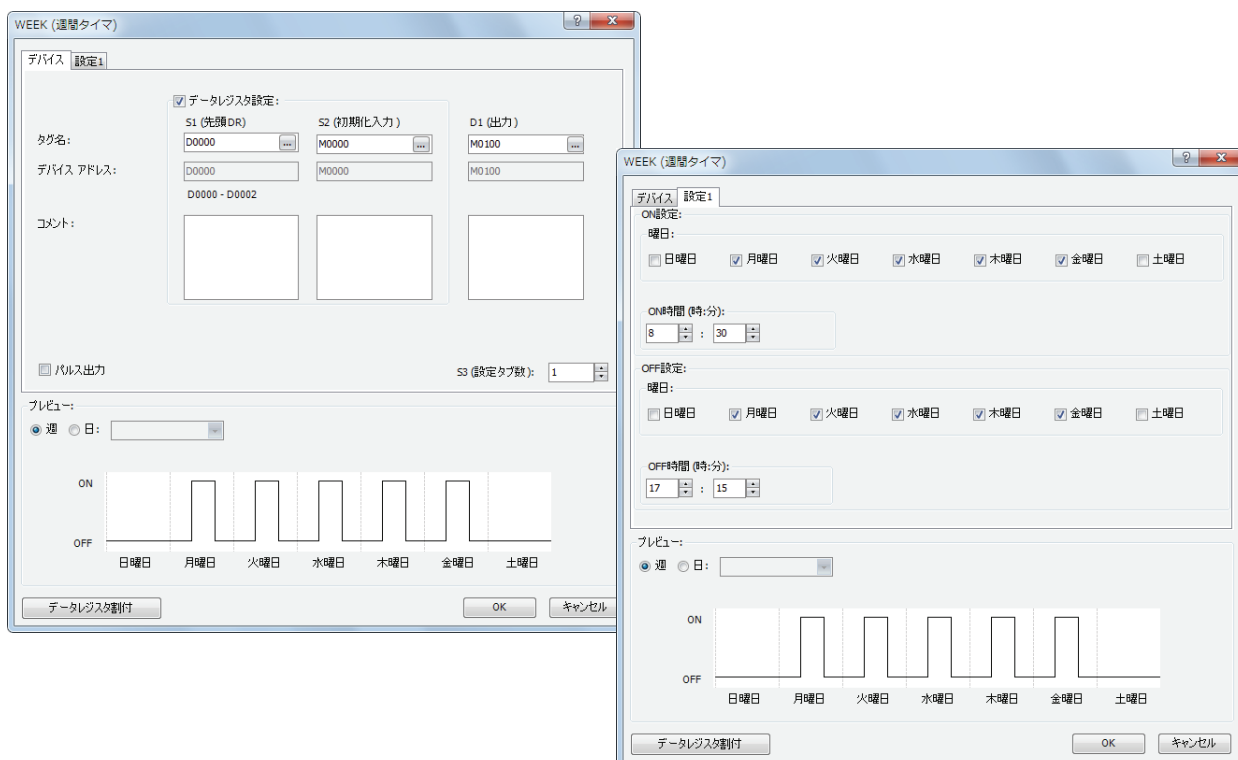 WEEK (週間タイマ)
デバイス 設定1
データレジスタ設定:
S1 (先頭DR) S2 (初期化入力) D1 (出力)
タグ名: D0000 ... M0000 ... M0100 ...
デバイス アドレス: D0000 M0000 M0100
D0000 - D0002
コメント:
パルス出力 S3 (設定タブ数): 1
プレビュー:
週 日:
ON
OFF
日曜日 月曜日 火曜日 水曜日 木曜日 金曜日 土曜日
データレジスタ割付 OK キャンセル
WEEK (週間タイマ)
デバイス 設定1
ON設定:
曜日:
日曜日 月曜日 火曜日 水曜日 木曜日 金曜日 土曜日
ON時間 (時:分):
8 : 30
OFF設定:
曜日:
日曜日 月曜日 火曜日 水曜日 木曜日 金曜日 土曜日
OFF時間 (時:分):
17 : 15
プレビュー:
週 日:
ON
OFF
日曜日 月曜日 火曜日 水曜日 木曜日 金曜日 土曜日
データレジスタ割付 OK キャンセル